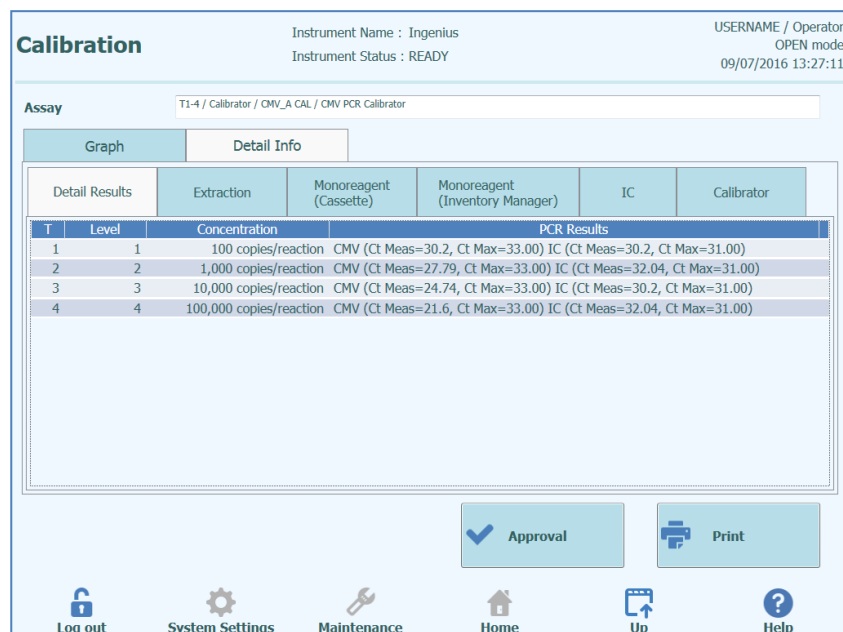 Calibration
Instrument Name : Ingenius
Instrument Status : READY
USERNAME / Operator
OPEN mode
09/07/2016 13:27:11
Assay
T1-4 / Calibrator / CMV_A CAL / CMV PCR Calibrator
Graph
Detail Info
Detail Results
Extraction
Monoreagent
(Cassette)
Monoreagent
(Inventory Manager)
IC
Calibrator
T Level Concentration PCR Results
1 1 100 copies/reaction CMV (Ct Meas=30.2, Ct Max=33.00) IC (Ct Meas=30.2, Ct Max=31.00)
2 2 1,000 copies/reaction CMV (Ct Meas=27.79, Ct Max=33.00) IC (Ct Meas=32.04, Ct Max=31.00)
3 3 10,000 copies/reaction CMV (Ct Meas=24.74, Ct Max=33.00) IC (Ct Meas=30.2, Ct Max=31.00)
4 4 100,000 copies/reaction CMV (Ct Meas=21.6, Ct Max=33.00) IC (Ct Meas=32.04, Ct Max=31.00)
Approval
Print
Log out
System Settings
Maintenance
Home
Up
Help